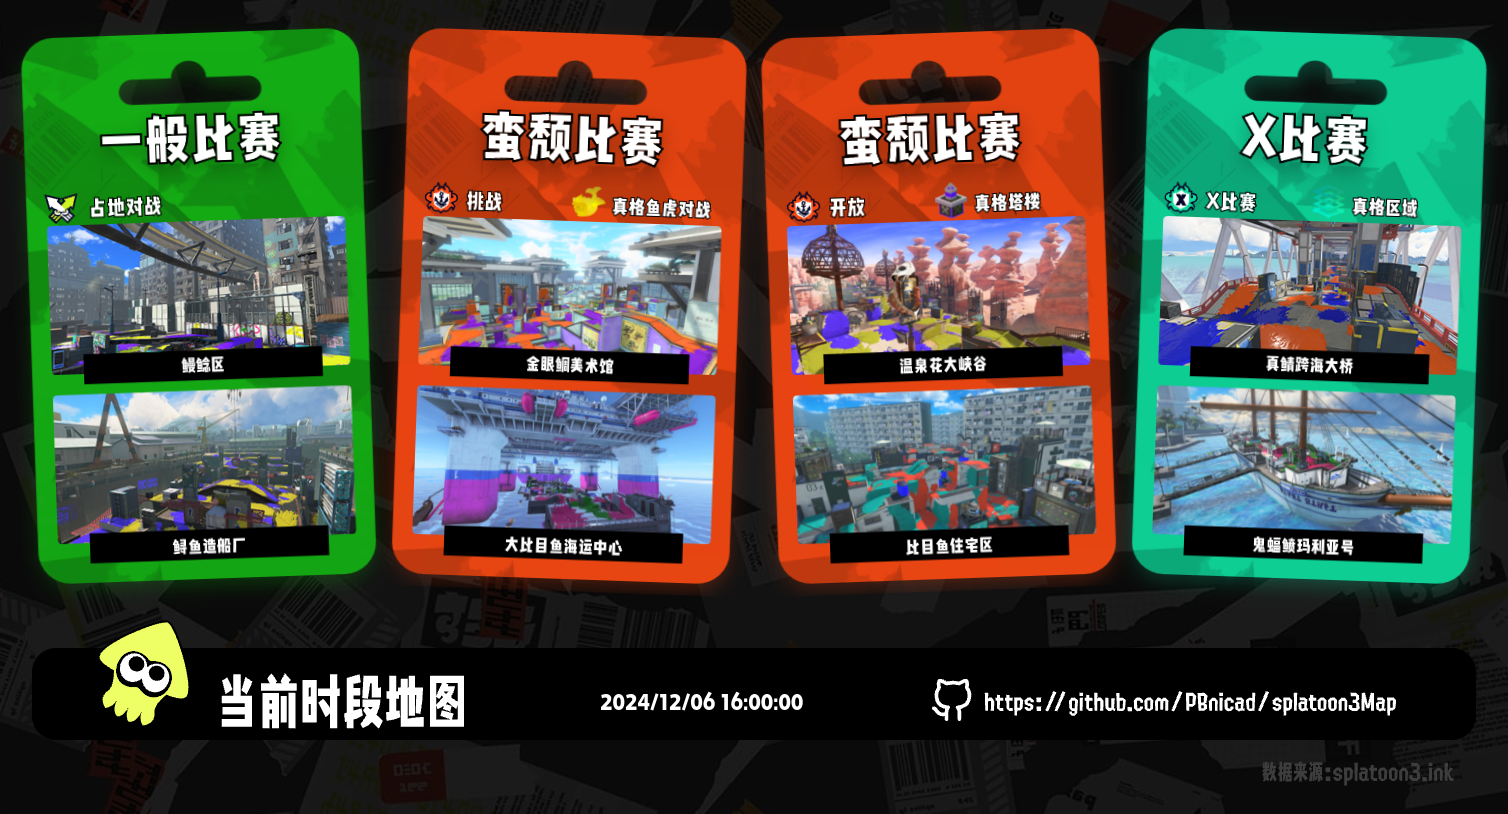 一般比赛
占地对战
鳗鲶区
鲟鱼造船厂
蛮颓比赛
挑战
真格鱼虎对战
金眼鲷美术馆
大比目鱼海运中心
蛮颓比赛
开放
真格塔楼
温泉花大峡谷
比目鱼住宅区
X比赛
X比赛
真格区域
真鲭跨海大桥
鬼蝠鲼玛利亚号
当前时段地图
2024/12/06 16:00:00
https://github.com/PBnicad/splatoon3Map
数据来源:splatoon3.ink